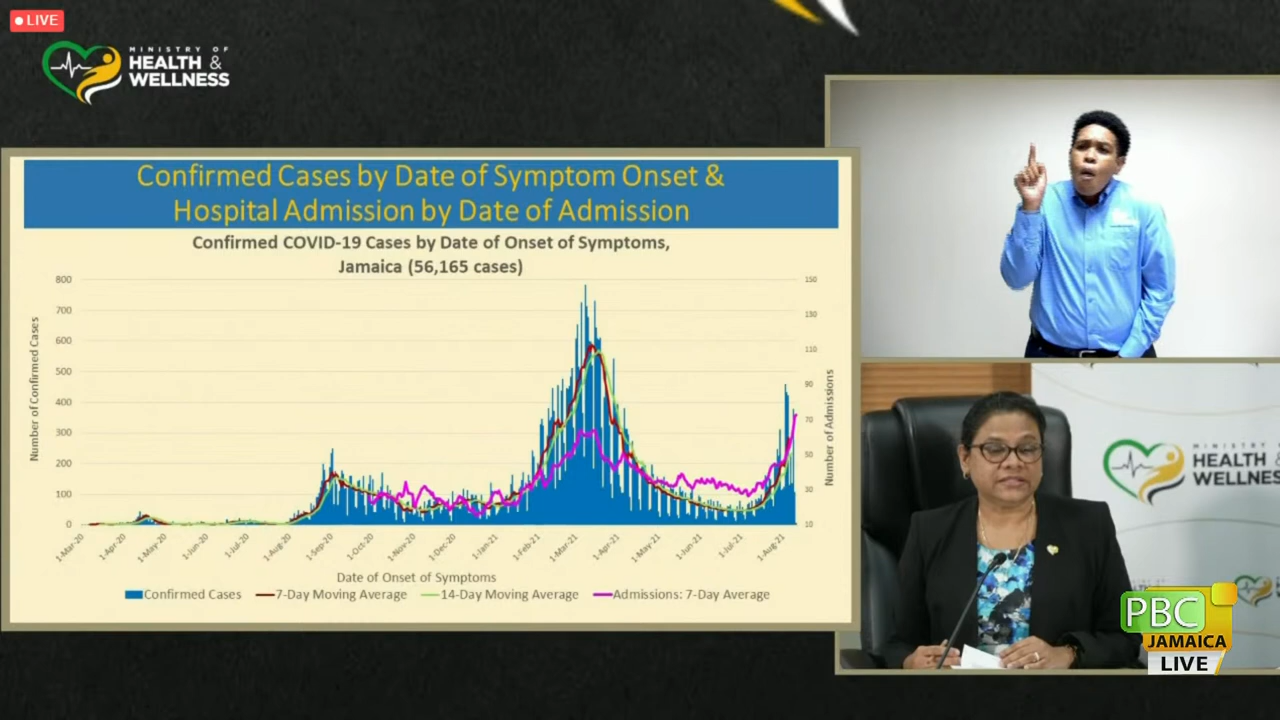 LIVE
MINISTRY OF
HEALTH &
WELLNESS
Confirmed Cases by Date of Symptom Onset &
Hospital Admission by Date of Admission
Confirmed COVID-19 Cases by Date of Onset of Symptoms,
Jamaica (56,165 cases)
Number of Confirmed Cases
800
700
600
500
400
300
200
100
0
150
130
110
90
70
50
30
10
Number of Admissions
1-Mar-20
1-Apr-20
1-May-20
1-Jun-20
1-Jul-20
1-Aug-20
1-Sep-20
1-Oct-20
1-Nov-20
1-Dec-20
1-Jan-21
1-Feb-21
1-Mar-21
1-Apr-21
1-May-21
1-Jun-21
1-Jul-21
1-Aug-21
Date of Onset of Symptoms
Confirmed Cases 7-Day Moving Average 14-Day Moving Average Admissions: 7-Day Average
MINISTRY
HEALTH &
WELLNES
PBC
JAMAICA
LIVE